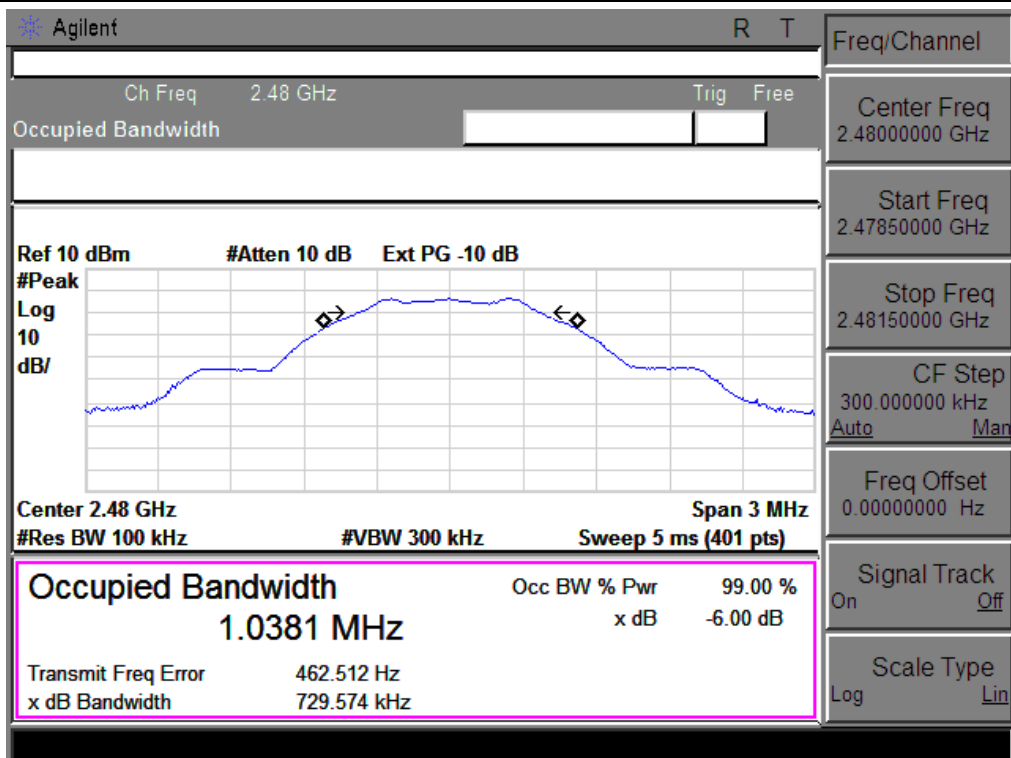 Agilent R T
Ch Freq 2.48 GHz Trig Free
Occupied Bandwidth
Ref 10 dBm #Atten 10 dB Ext PG -10 dB
#Peak
Log
10
dB/
Center 2.48 GHz Span 3 MHz
#Res BW 100 kHz #VBW 300 kHz Sweep 5 ms (401 pts)
Occupied Bandwidth
1.0381 MHz
Occ BW % Pwr 99.00 %
x dB -6.00 dB
Transmit Freq Error 462.512 Hz
x dB Bandwidth 729.574 kHz
Freq/Channel
Center Freq
2.48000000 GHz
Start Freq
2.47850000 GHz
Stop Freq
2.48150000 GHz
CF Step
300.000000 kHz
Auto Man
Freq Offset
0.00000000 Hz
Signal Track
On Off
Scale Type
Log Lin